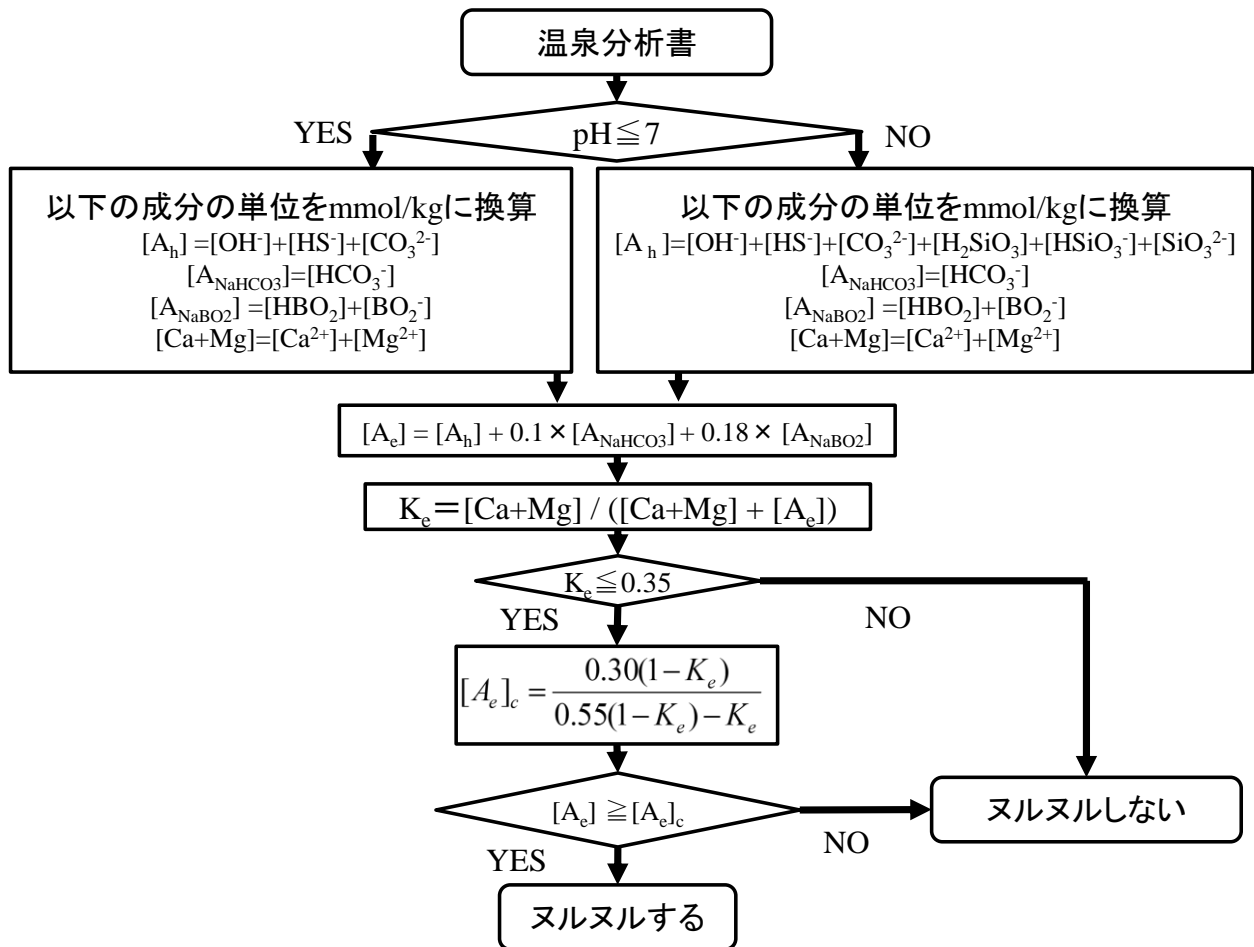 温泉分析書
pH≦7
YES
NO
以下の成分の単位をmmol/kgに換算
[Ah] =[OH-]+[HS-]+[CO32-]
[ANaHCO3]=[HCO3-]
[ANaBO2] =[HBO2]+[BO2-]
[Ca+Mg]=[Ca2+]+[Mg2+]
以下の成分の単位をmmol/kgに換算
[A h]=[OH-]+[HS-]+[CO32-]+[H2SiO3]+[HSiO3-]+[SiO32-]
[ANaHCO3]=[HCO3-]
[ANaBO2] =[HBO2]+[BO2-]
[Ca+Mg]=[Ca2+]+[Mg2+]
[Ae] = [Ah] + 0.1×[ANaHCO3] + 0.18× [ANaBO2]
Ke=[Ca+Mg] / ([Ca+Mg] + [Ae])
Ke≦0.35
YES
NO
[Ae]c = 0.30(1-Ke) / 0.55(1-Ke)-Ke
[Ae] ≧[Ae]c
YES
NO
ヌルヌルしない
ヌルヌルする